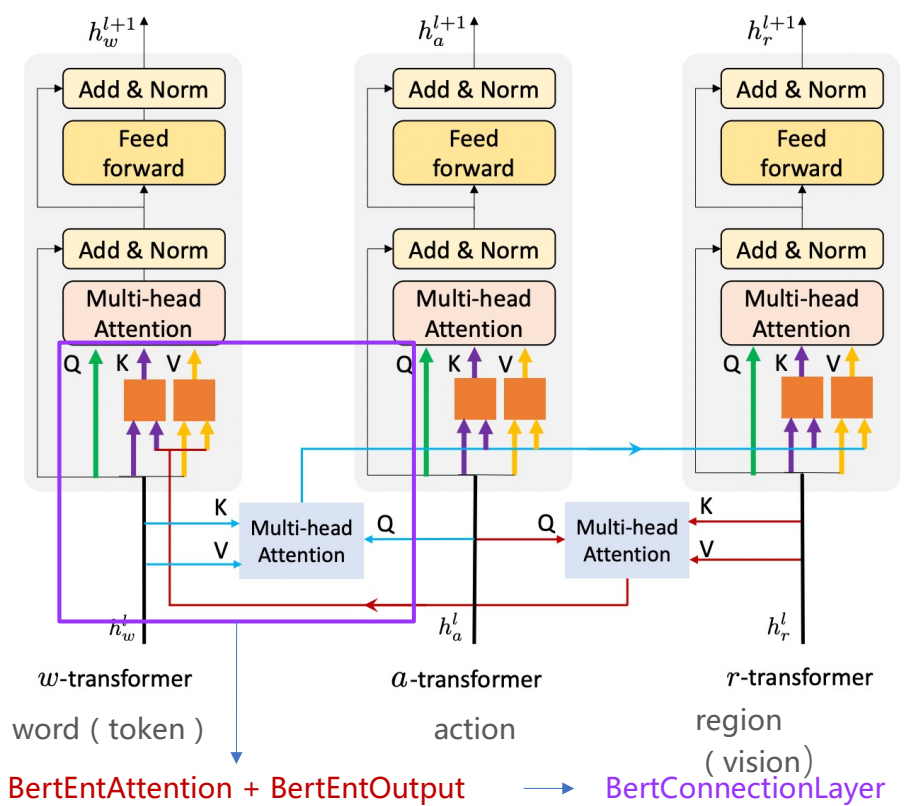 h_w^{l+1}
h_a^{l+1}
h_r^{l+1}
Add & Norm
Add & Norm
Add & Norm
Feed
forward
Feed
forward
Feed
forward
Add & Norm
Add & Norm
Add & Norm
Multi-head
Attention
Multi-head
Attention
Multi-head
Attention
Q K V
Q K V
Q K V
K
V
Multi-head
Attention
Q
Q
Multi-head
Attention
K
V
h_w^l
h_a^l
h_r^l
w-transformer
a-transformer
r-transformer
word ( token )
action
region
( vision)
BertEntAttention + BertEntOutput
BertConnectionLayer